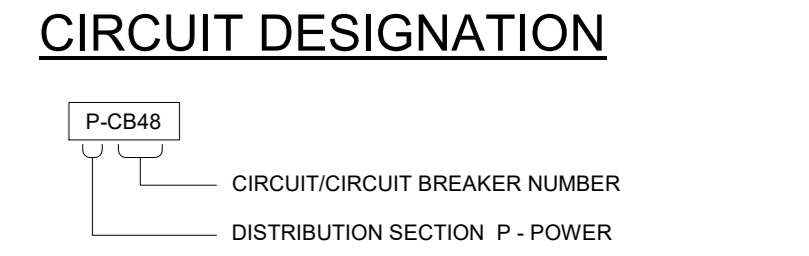 CIRCUIT DESIGNATION
P-CB48
CIRCUIT/CIRCUIT BREAKER NUMBER
DISTRIBUTION SECTION P - POWER